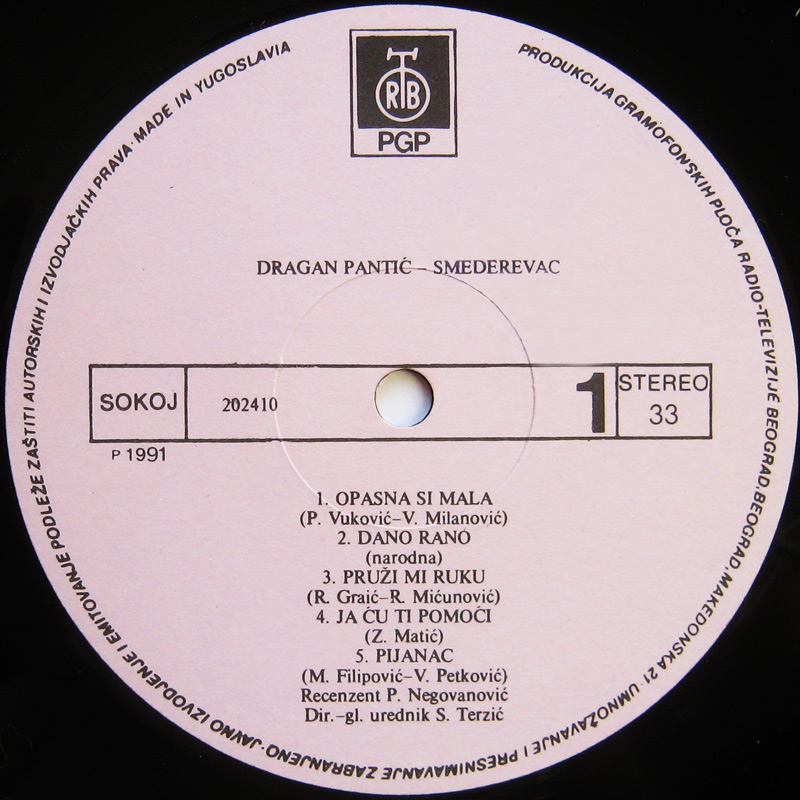 RTB
PGP
PRODUKCIJA GRAMOFONSKIH PLOČA RADIO-TELEVIZIJE BEOGRAD, BEOGRAD, MAKEDONSKA 21 · UMNOŽAVANJE I PRESNIMAVANJE ZABRANJENO · JAVNO IZVODJENJE I EMITOVANJE PODLEŽE ZAŠTITI AUTORSKIH I IZVODJAČKIH PRAVA · MADE IN YUGOSLAVIA
DRAGAN PANTIĆ – SMEDEREVAC
SOKOJ
202410
1
STEREO
33
P 1991
1. OPASNA SI MALA
(P. Vuković–V. Milanović)
2. DANO RANO
(narodna)
3. PRUŽI MI RUKU
(R. Graić–R. Mićunović)
4. JA ĆU TI POMOĆI
(Z. Matić)
5. PIJANAC
(M. Filipović–V. Petković)
Recenzent P. Negovanović
Dir.–gl. urednik S. Terzić